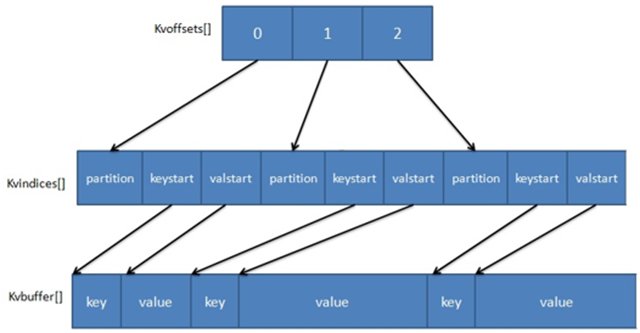 Kvoffsets[] 0 1 2
Kvindices[] partition keystart valstart partition keystart valstart partition keystart valstart
Kvbuffer[] key value key value key value